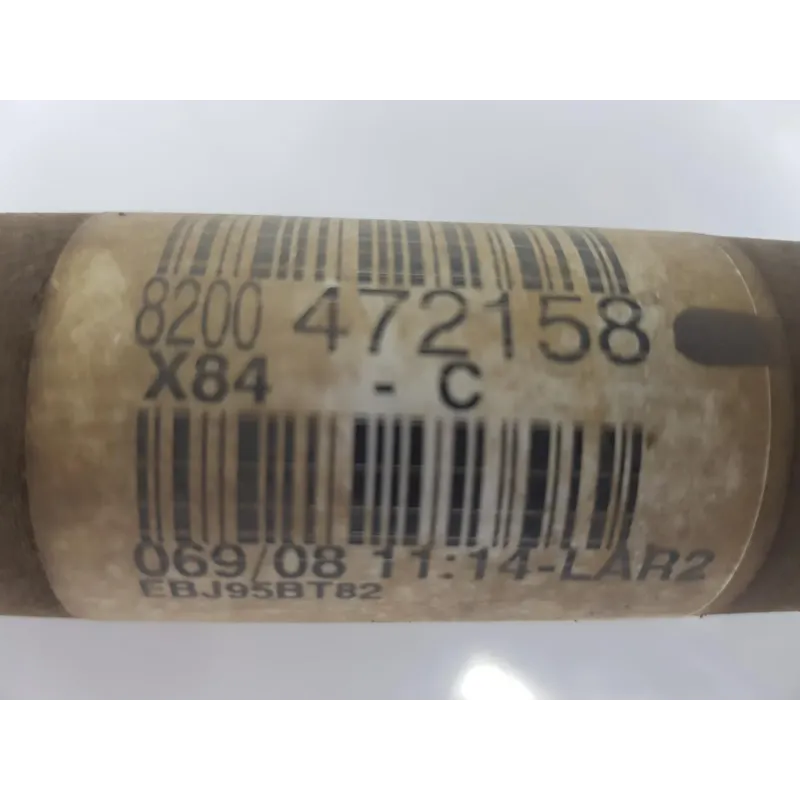 8200 472158
X84 - C
069/08 11:14-LAR2
EBJ95BT82